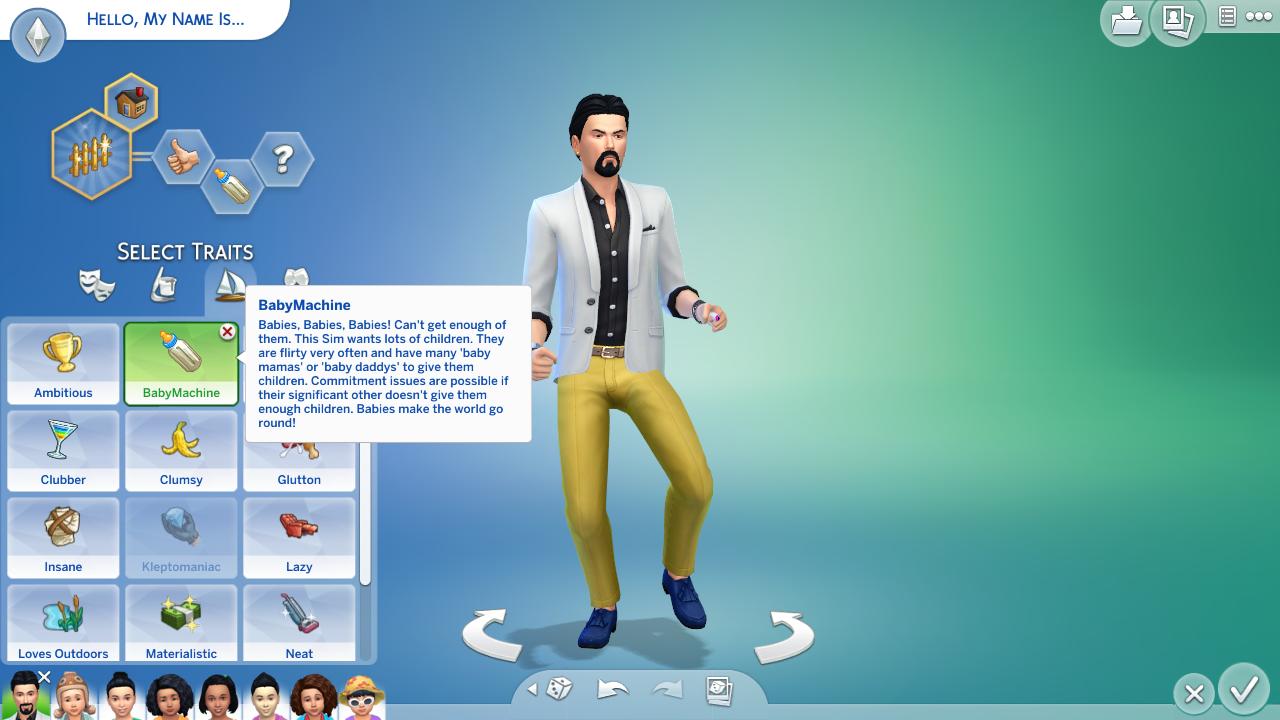 Hello, My Name Is...
?
Select Traits
BabyMachine
Babies, Babies, Babies! Can't get enough of
them. This Sim wants lots of children. They
are flirty very often and have many 'baby
mamas' or 'baby daddys' to give them
children. Commitment issues are possible if
their significant other doesn't give them
enough children. Babies make the world go
round!
Ambitious
BabyMachine
Clubber
Clumsy
Glutton
Insane
Kleptomaniac
Lazy
Loves Outdoors
Materialistic
Neat